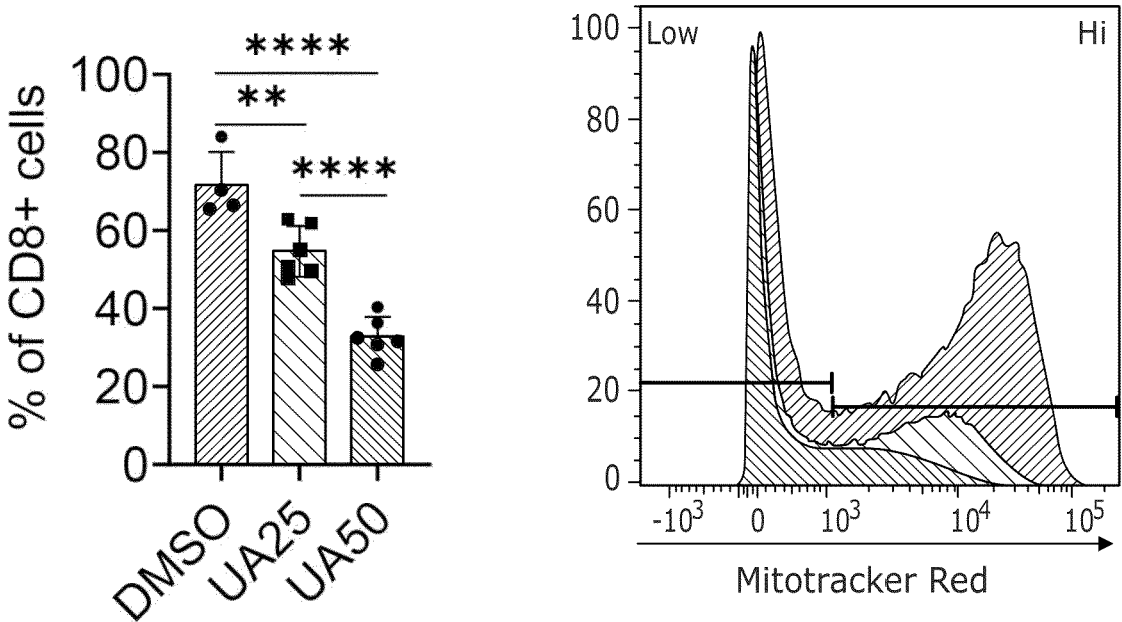 % of CD8+ cells
100
80
60
40
20
0
****
**
****
DMSO
UA25
UA50
100
80
60
40
20
0
Low
Hi
-10³
0
10³
10⁴
10⁵
Mitotracker Red